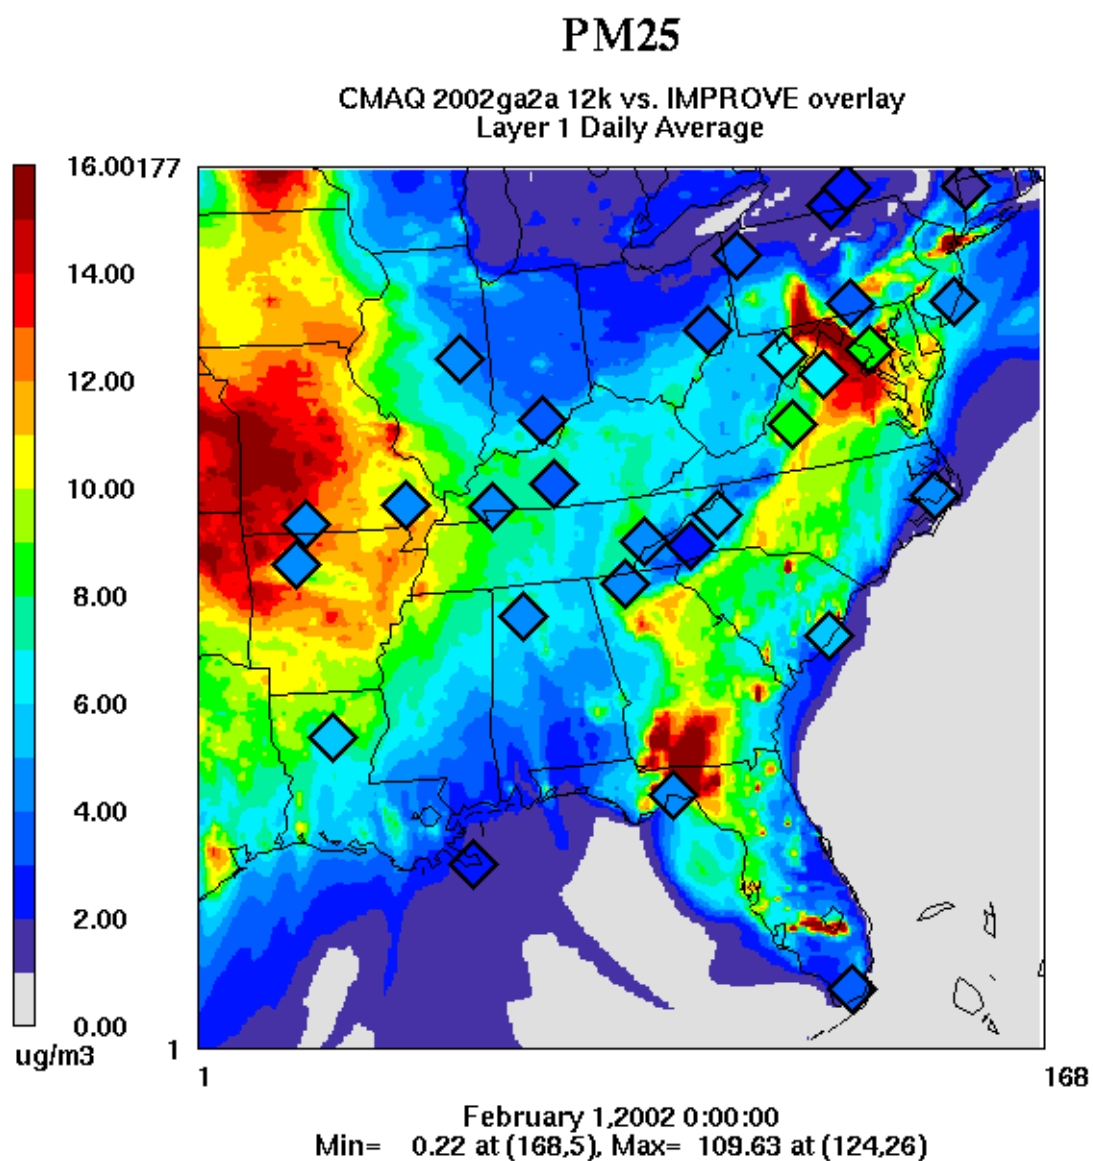 PM25
CMAQ 2002ga2a 12k vs. IMPROVE overlay
Layer 1 Daily Average
16.00
14.00
12.00
10.00
8.00
6.00
4.00
2.00
0.00
ug/m3
177
1
1
168
February 1,2002 0:00:00
Min= 0.22 at (168,5), Max= 109.63 at (124,26)